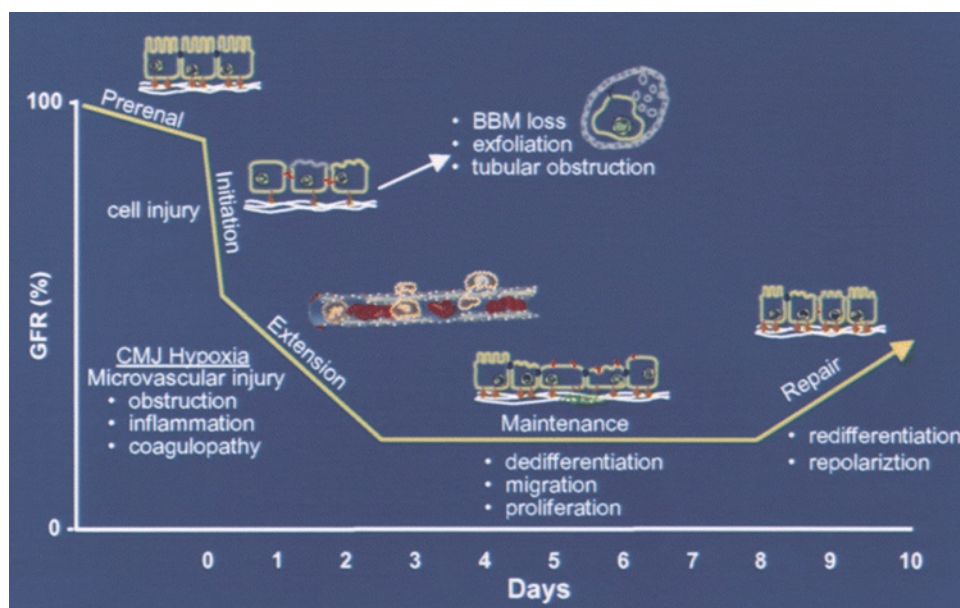 100
Prerenal
• BBM loss
• exfoliation
• tubular obstruction
Initiation
cell injury
GFR (%)
Extension
CMJ Hypoxia
Microvascular injury
• obstruction
• inflammation
• coagulopathy
Maintenance
• dedifferentiation
• migration
• proliferation
Repair
• redifferentiation
• repolariztion
0
0 1 2 3 4 5 6 7 8 9 10
Days